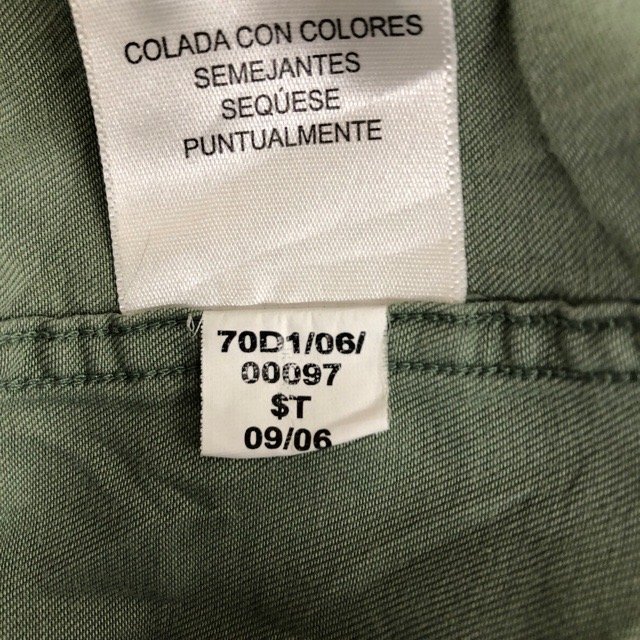 COLADA CON COLORES
SEMEJANTES
SEQÚESE
PUNTUALMENTE
70D1/06/
00097
$T
09/06